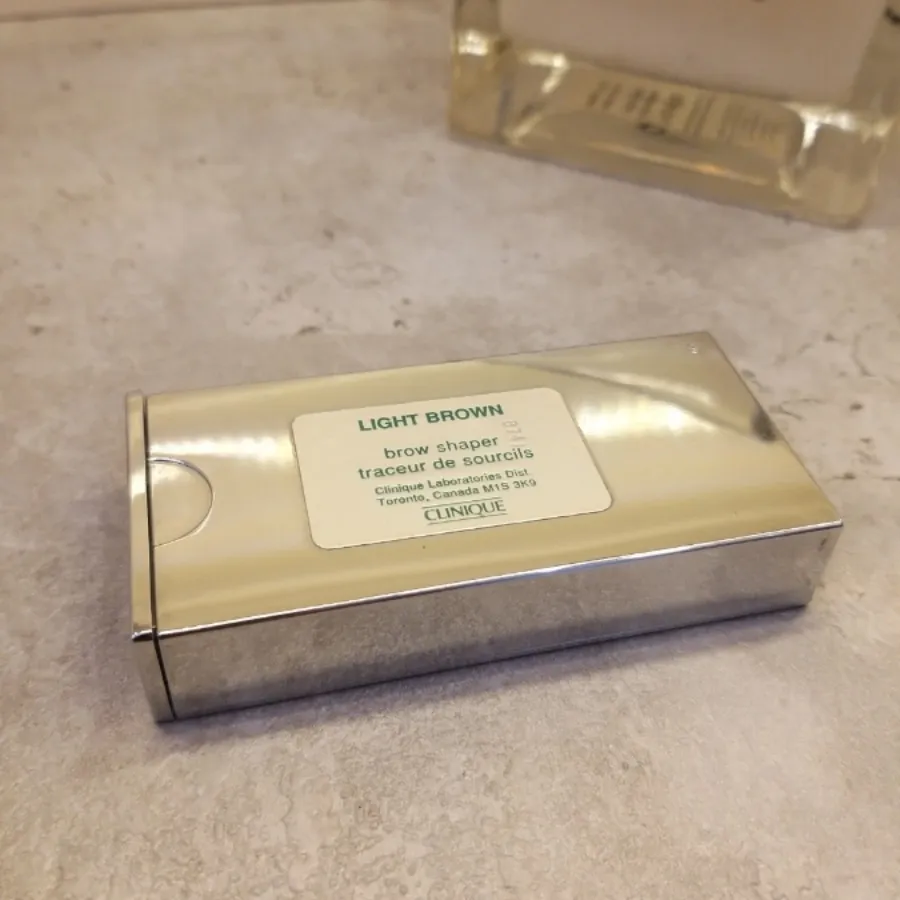 LIGHT BROWN
brow shaper
traceur de sourcils
Clinique Laboratories Dist.
Toronto, Canada M1S 3K9
CLINIQUE